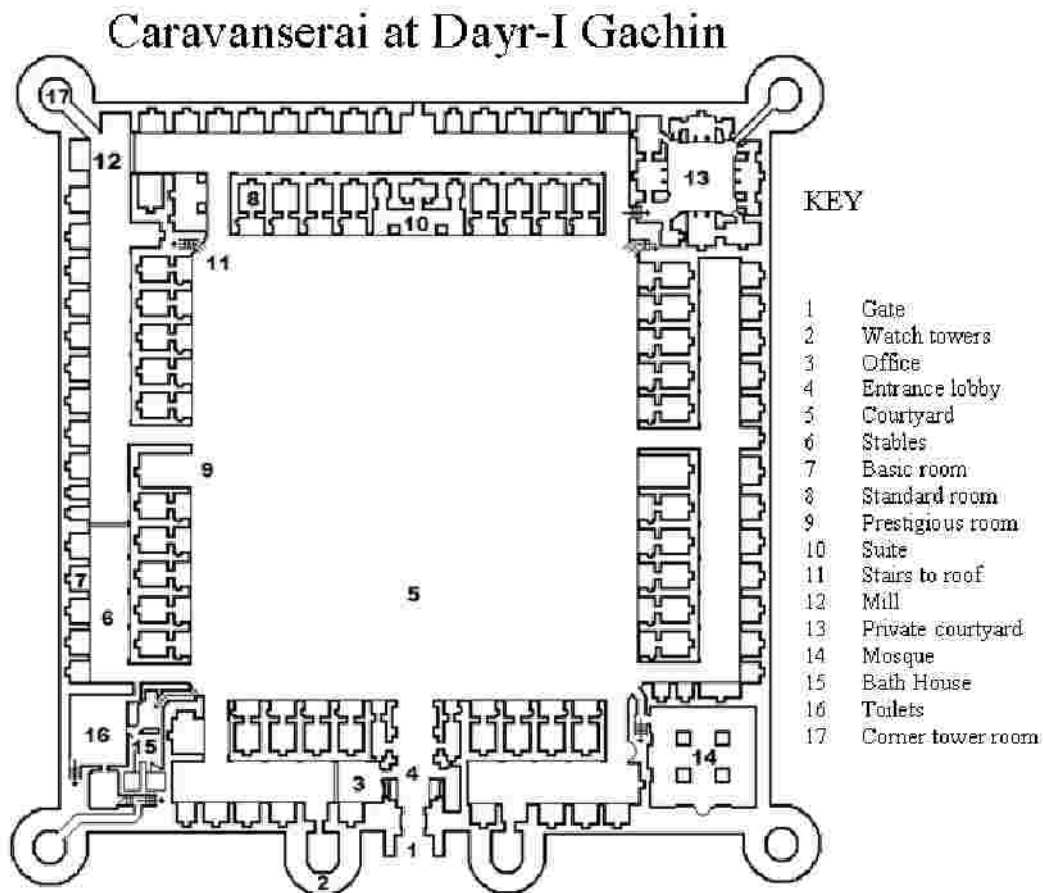 Caravanserai at Dayr-I Gachin
17
12
13
8
10
11
9
7
5
6
16
15
14
3
4
1
2
KEY
1 Gate
2 Watch towers
3 Office
4 Entrance lobby
5 Courtyard
6 Stables
7 Basic room
8 Standard room
9 Prestigious room
10 Suite
11 Stairs to roof
12 Mill
13 Private courtyard
14 Mosque
15 Bath House
16 Toilets
17 Corner tower room